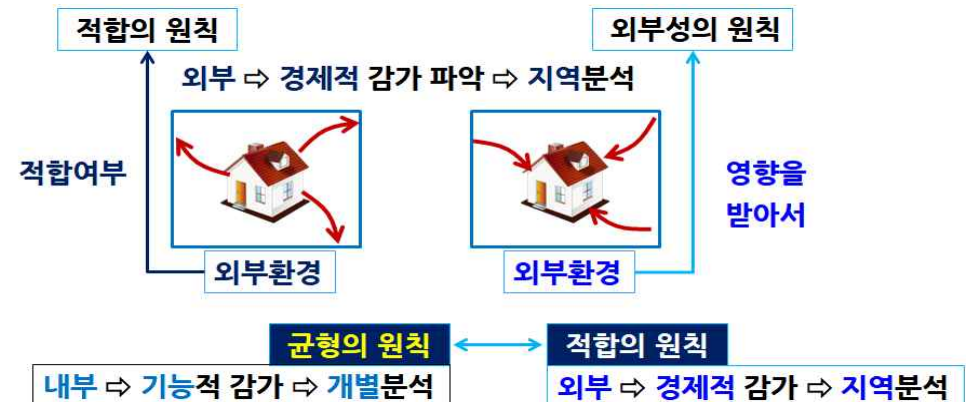 적합의 원칙
외부성의 원칙
외부 ⇨ 경제적 감가 파악 ⇨ 지역분석
적합여부
영향을
받아서
외부환경
외부환경
균형의 원칙
적합의 원칙
내부 ⇨ 기능적 감가 ⇨ 개별분석
외부 ⇨ 경제적 감가 ⇨ 지역분석